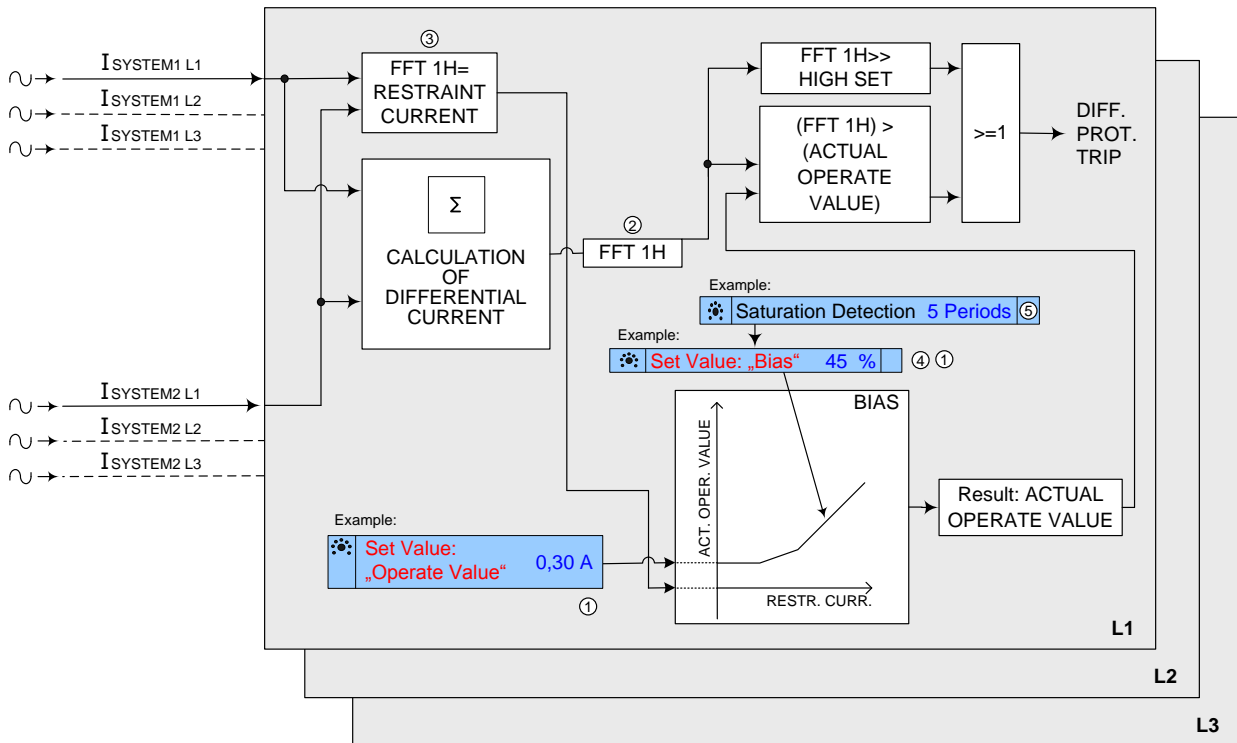 I SYSTEM1 L1
I SYSTEM1 L2
I SYSTEM1 L3
③
FFT 1H=
RESTRAINT
CURRENT
Σ
CALCULATION
OF
DIFFERENTIAL
CURRENT
②
FFT 1H
FFT 1H>>
HIGH SET
(FFT 1H) >
(ACTUAL
OPERATE
VALUE)
>=1
DIFF.
PROT.
TRIP
Example:
Saturation Detection 5 Periods ⑤
Example:
Set Value: „Bias“ 45 % ④ ①
I SYSTEM2 L1
I SYSTEM2 L2
I SYSTEM2 L3
BIAS
ACT. OPER. VALUE
RESTR. CURR.
Result: ACTUAL
OPERATE VALUE
Example:
Set Value:
„Operate Value“ 0,30 A
①
L1
L2
L3